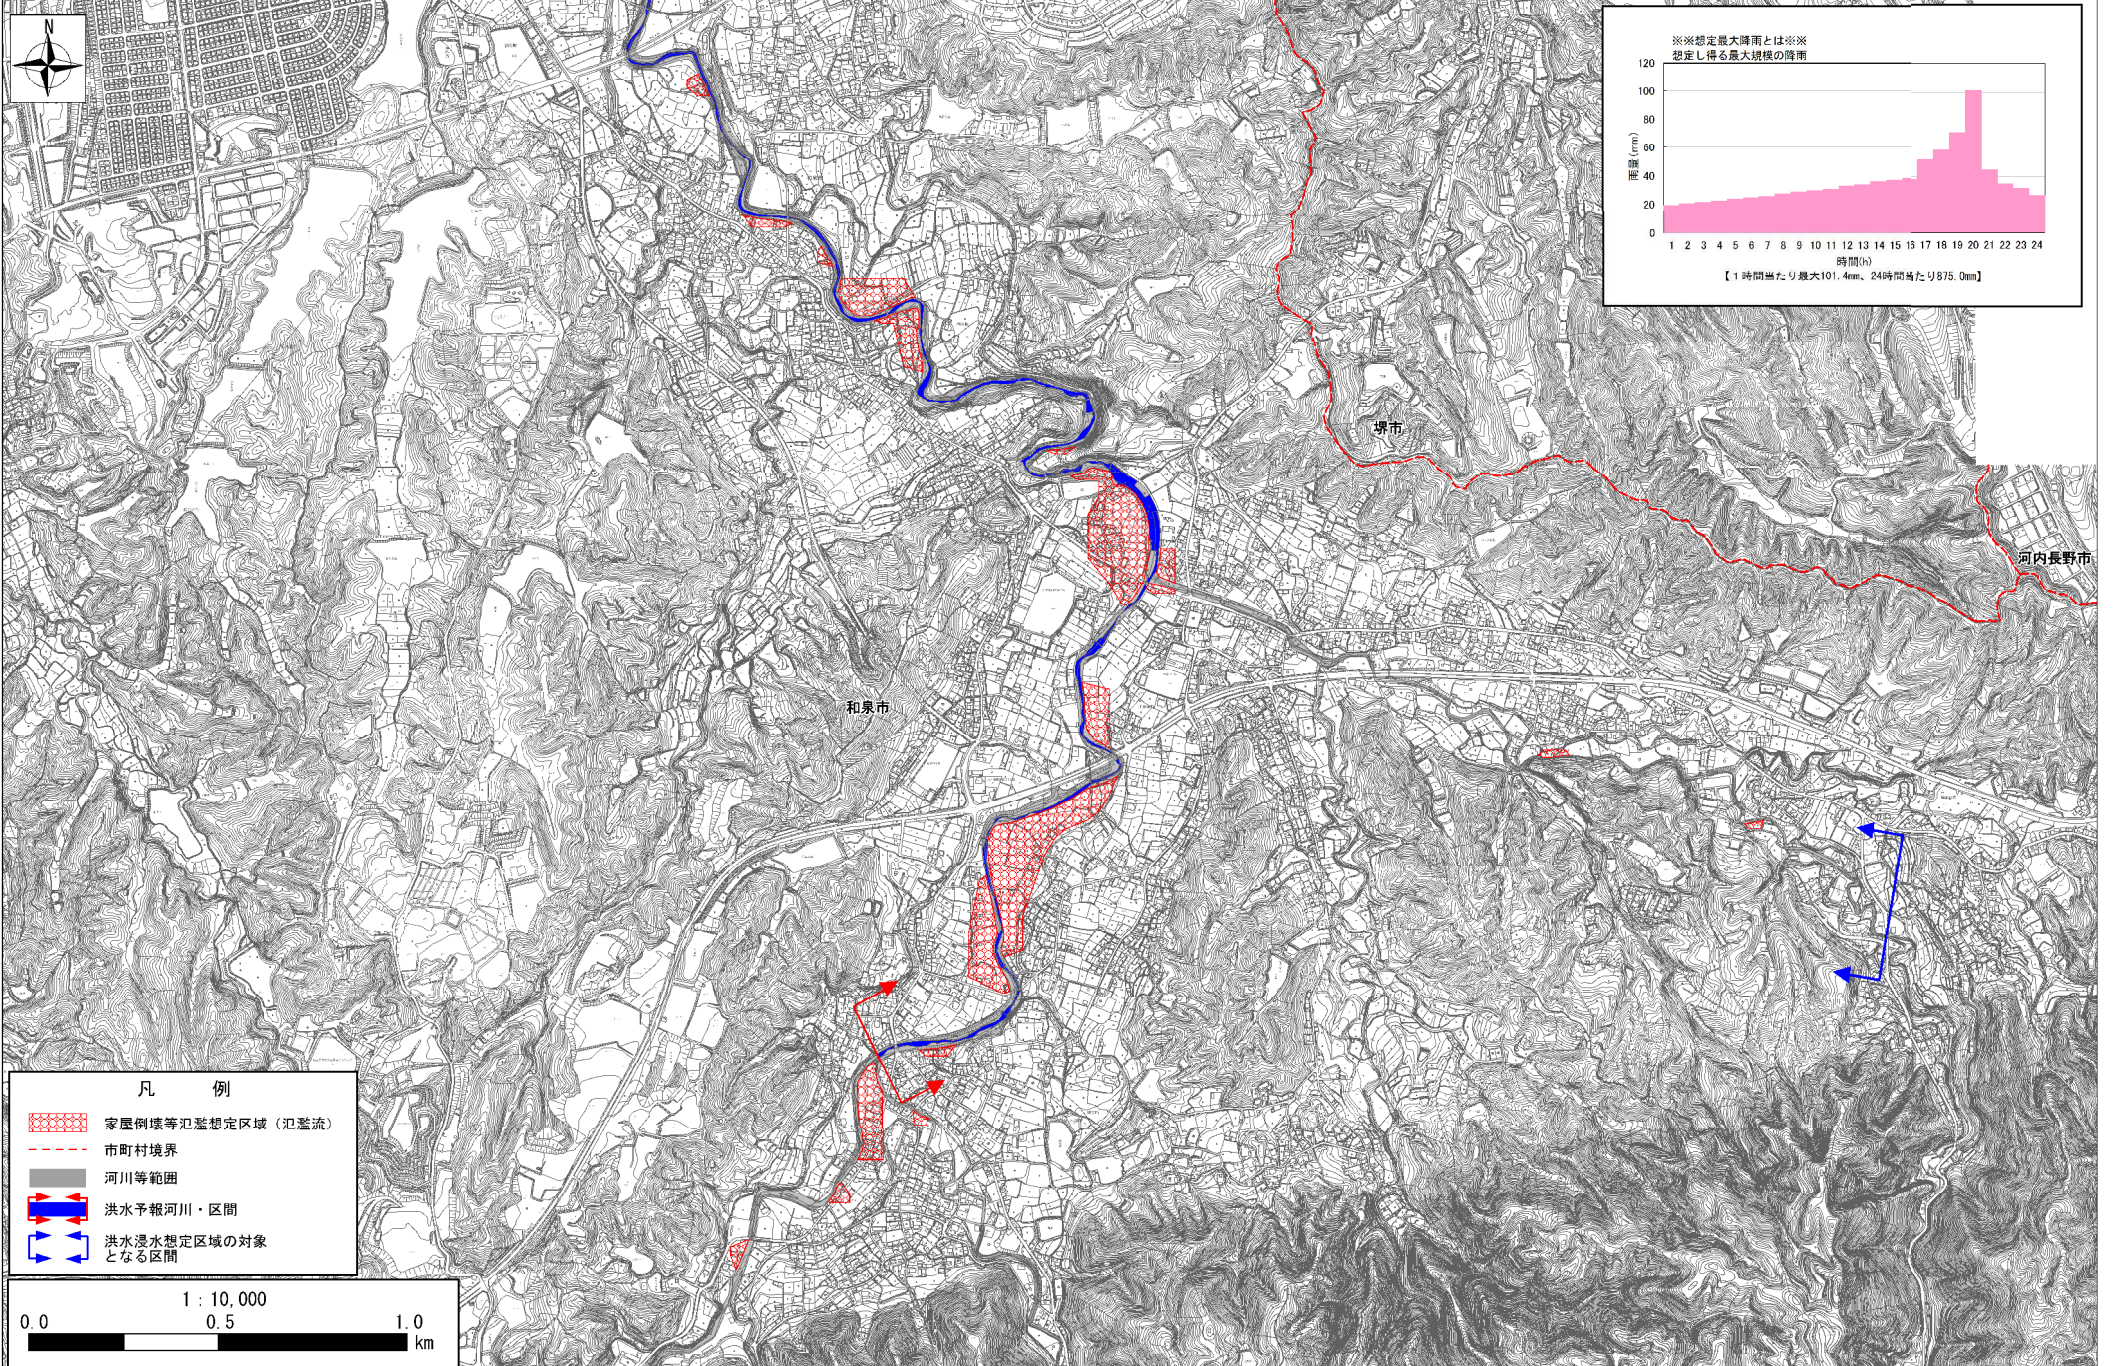 N
※※想定最大降雨とは※※
想定し得る最大規模の降雨
120
100
80
60
40
20
0
雨量(mm)
1 2 3 4 5 6 7 8 9 10 11 12 13 14 15 16 17 18 19 20 21 22 23 24
時間(h)
【1時間当たり最大101.4mm、24時間当たり875.0mm】
堺市
河内長野市
和泉市
凡 例
家屋倒壊等氾濫想定区域(氾濫流)
市町村境界
河川等範囲
洪水予報河川・区間
洪水浸水想定区域の対象
となる区間
1:10,000
0.0 0.5 1.0
km